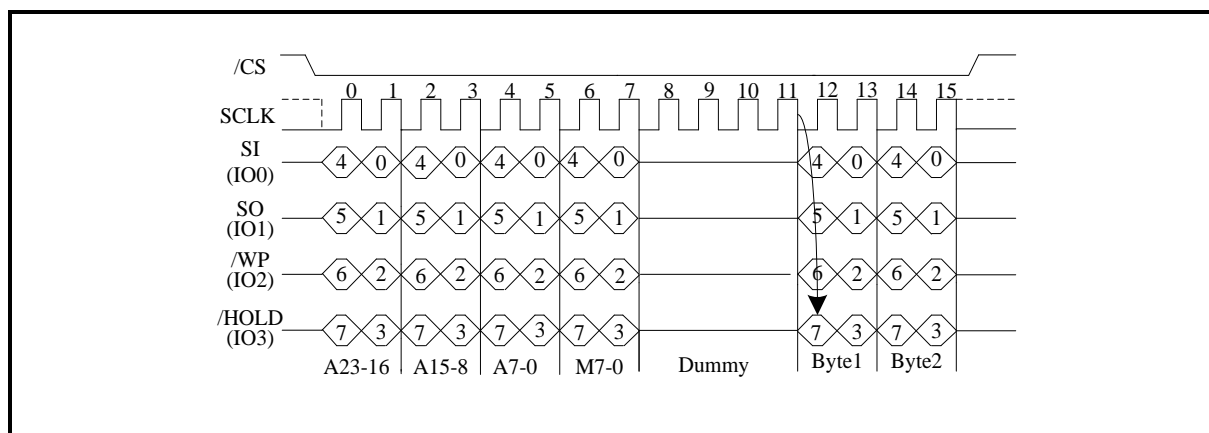 /CS
0 1 2 3 4 5 6 7 8 9 10 11 12 13 14 15
SCLK
SI
(IO0)
4 0 4 0 4 0 4 0 4 0 4 0
SO
(IO1)
5 1 5 1 5 1 5 1 5 1 5 1
/WP
(IO2)
6 2 6 2 6 2 6 2 6 2 6 2
/HOLD
(IO3)
7 3 7 3 7 3 7 3 7 3 7 3
A23-16 A15-8 A7-0 M7-0 Dummy Byte1 Byte2